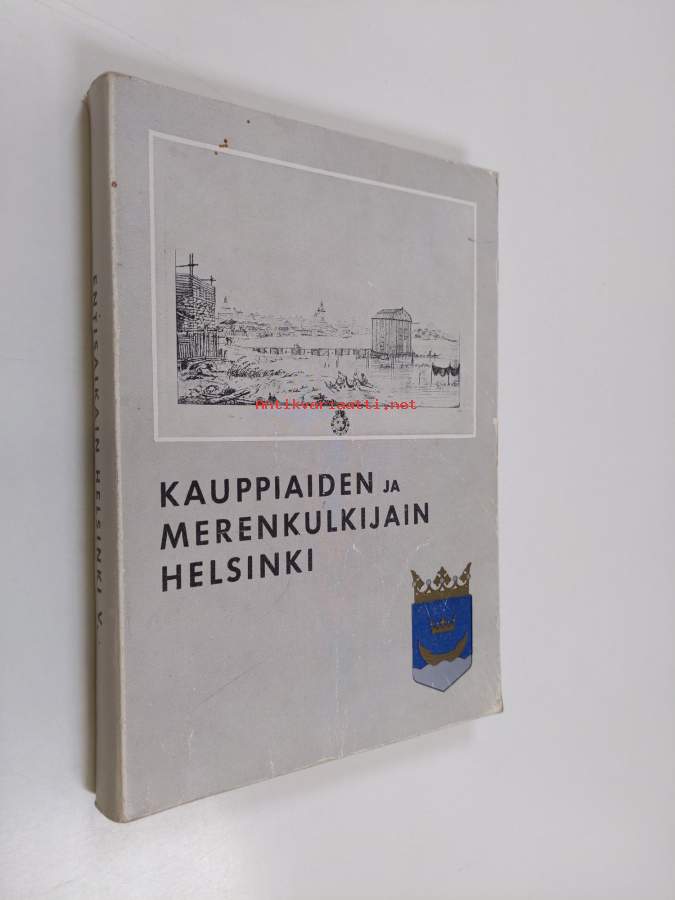 Antikvariaatti.net
KAUPPIAIDEN JA
MERENKULKIJAIN
HELSINKI
ENTISAIKAIN HELSINKI V